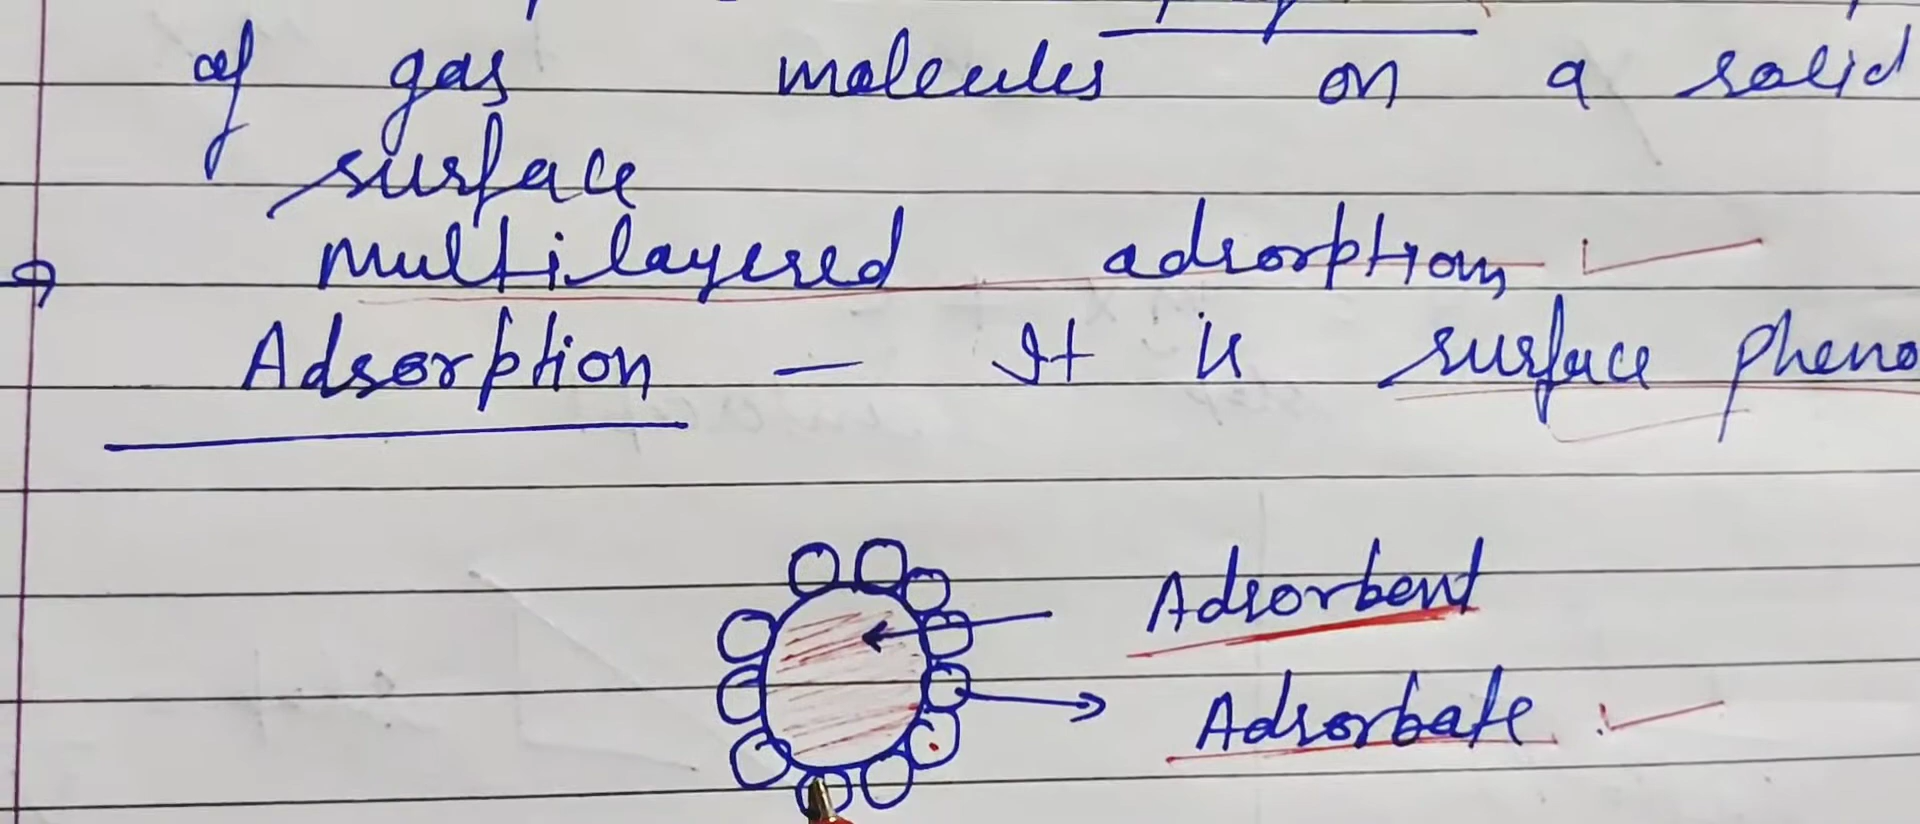 of gas molecules on a solid
surface
multilayered adsorption
Adsorption — It is surface pheno
Adsorbent
Adsorbate